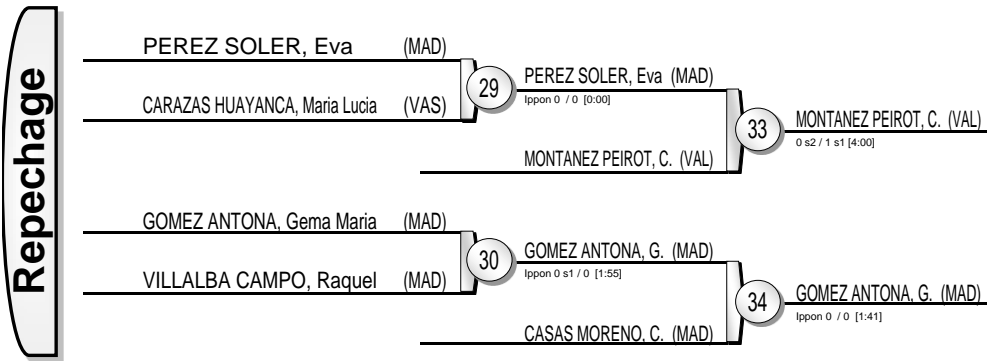 Repechage
PEREZ SOLER, Eva (MAD)
CARAZAS HUAYANCA, Maria Lucia (VAS)
29
PEREZ SOLER, Eva (MAD)
Ippon 0 / 0 [0:00]
MONTANEZ PEIROT, C. (VAL)
33
MONTANEZ PEIROT, C. (VAL)
0 s2 / 1 s1 [4:00]
GOMEZ ANTONA, Gema Maria (MAD)
VILLALBA CAMPO, Raquel (MAD)
30
GOMEZ ANTONA, G. (MAD)
Ippon 0 s1 / 0 [1:55]
CASAS MORENO, C. (MAD)
34
GOMEZ ANTONA, G. (MAD)
Ippon 0 / 0 [1:41]